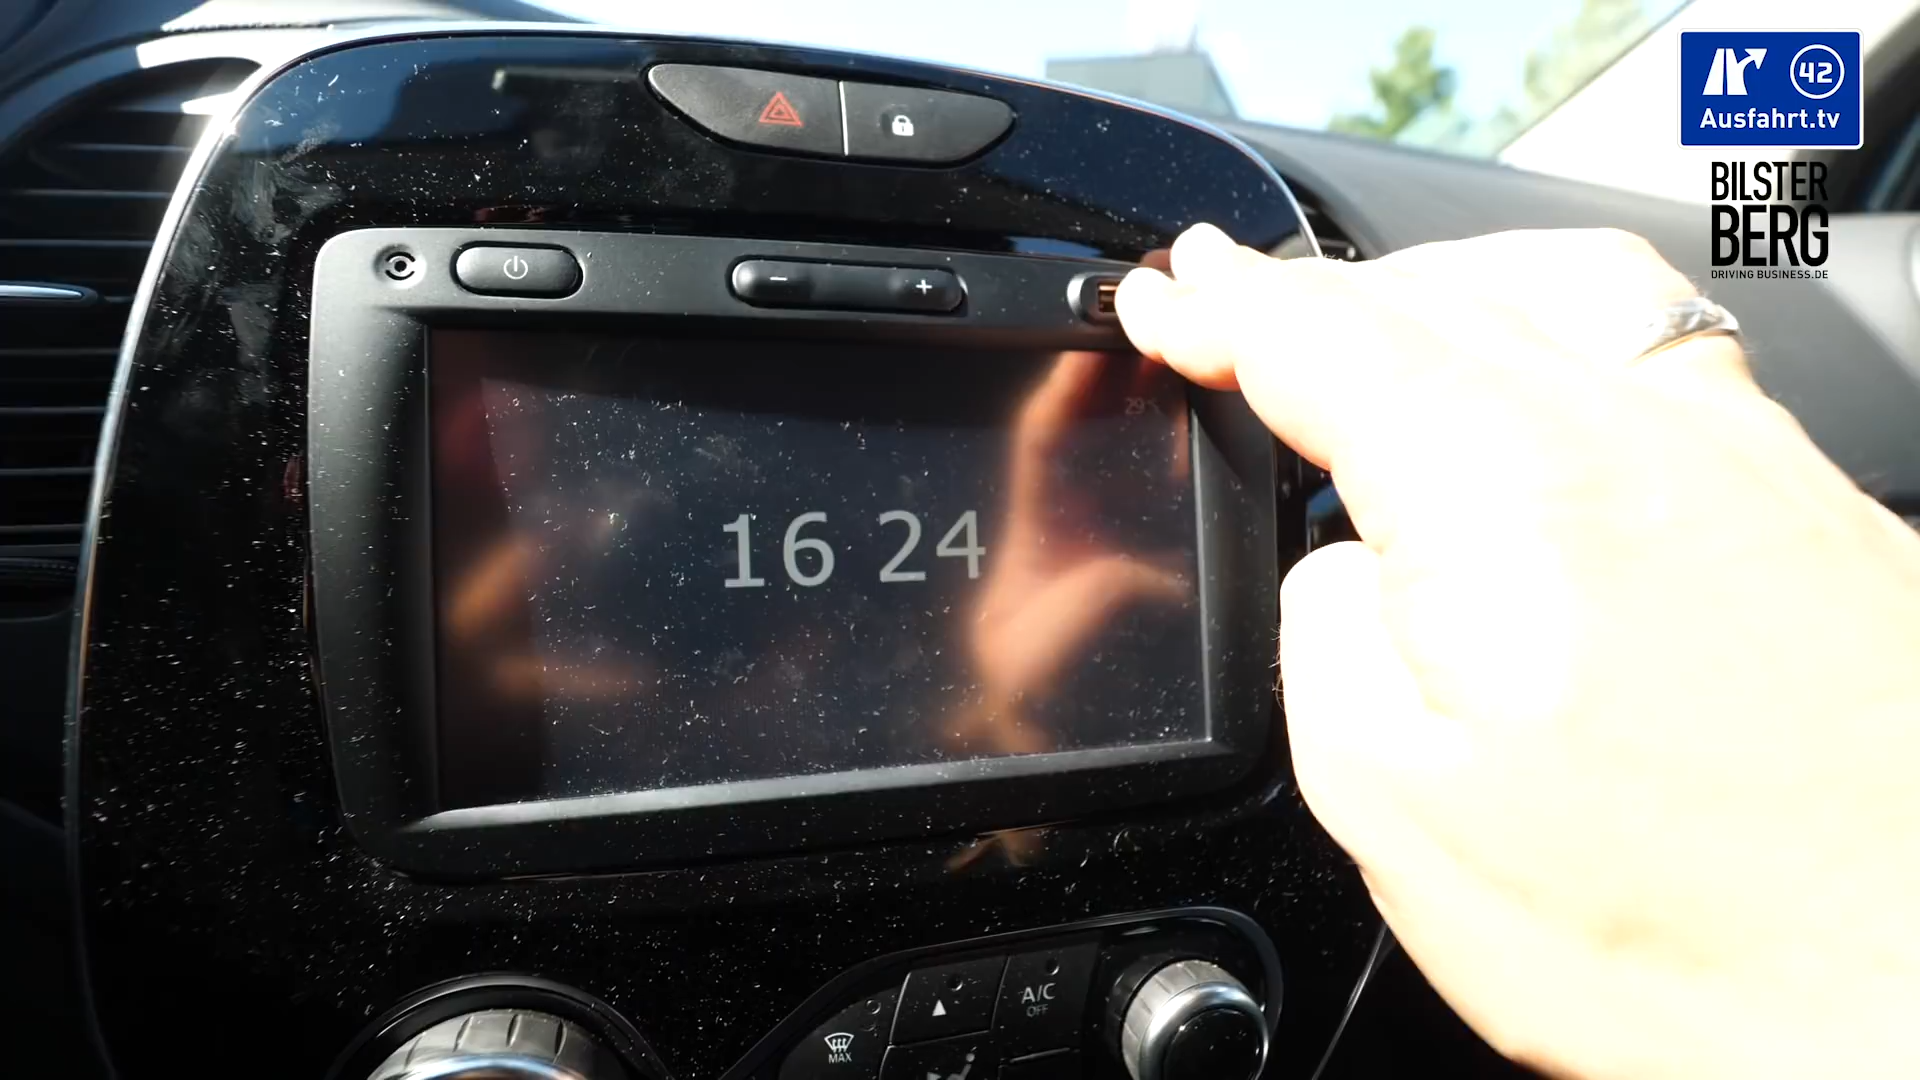 42
Ausfahrt.tv
BILSTER
BERG
DRIVING BUSINESS.DE
− +
16 24
A/C
OFF
MAX